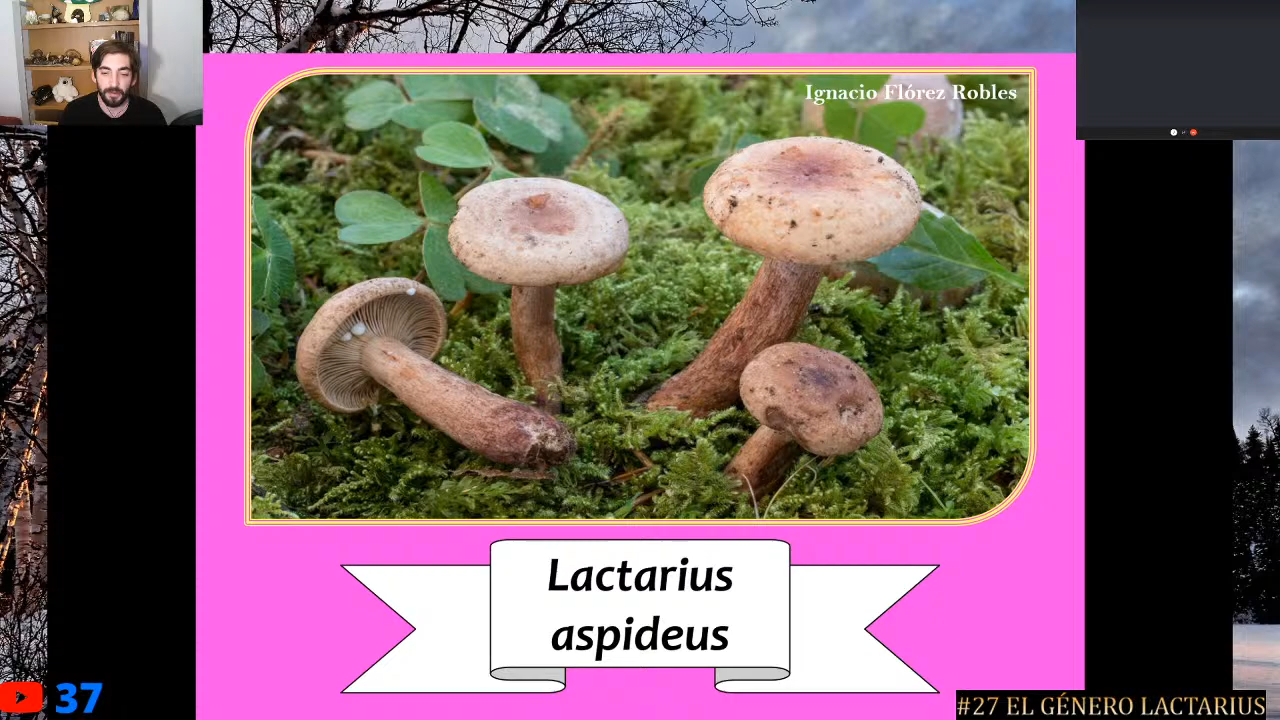 Ignacio Flórez Robles
Lactarius
aspideus
37
#27 EL GÉNERO LACTARIUS